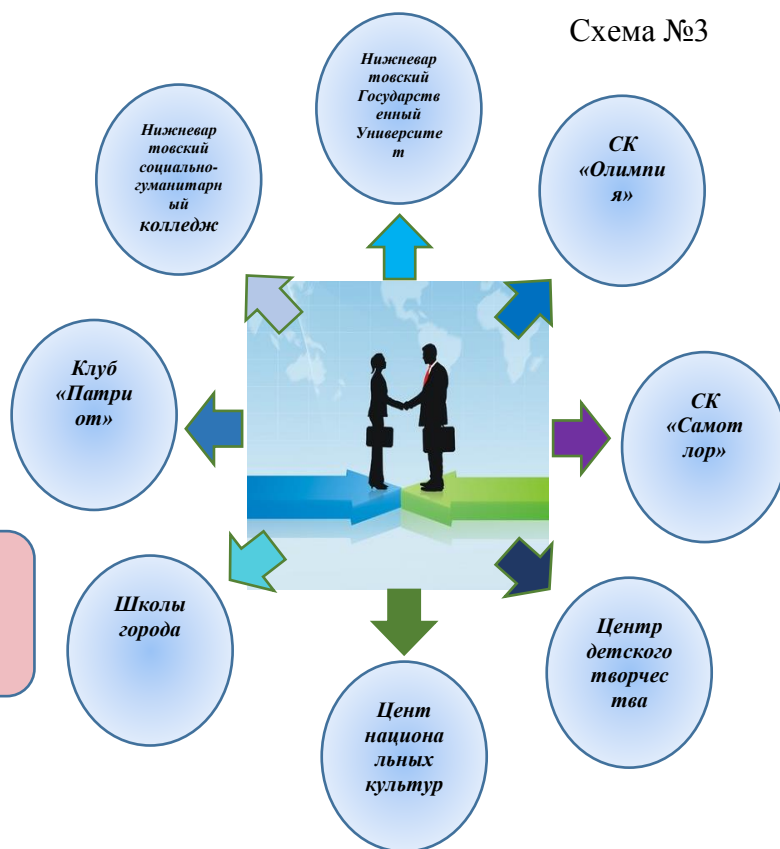 Схема №3
Нижневар
товский
Государств
енный
Университе
т
Нижневар
товский
социально-
гуманитарн
ый
колледж
СК
«Олимпи
я»
Клуб
«Патри
от»
СК
«Самот
лор»
Школы
города
Центр
детского
творчес
тва
Цент
национа
льных
культур